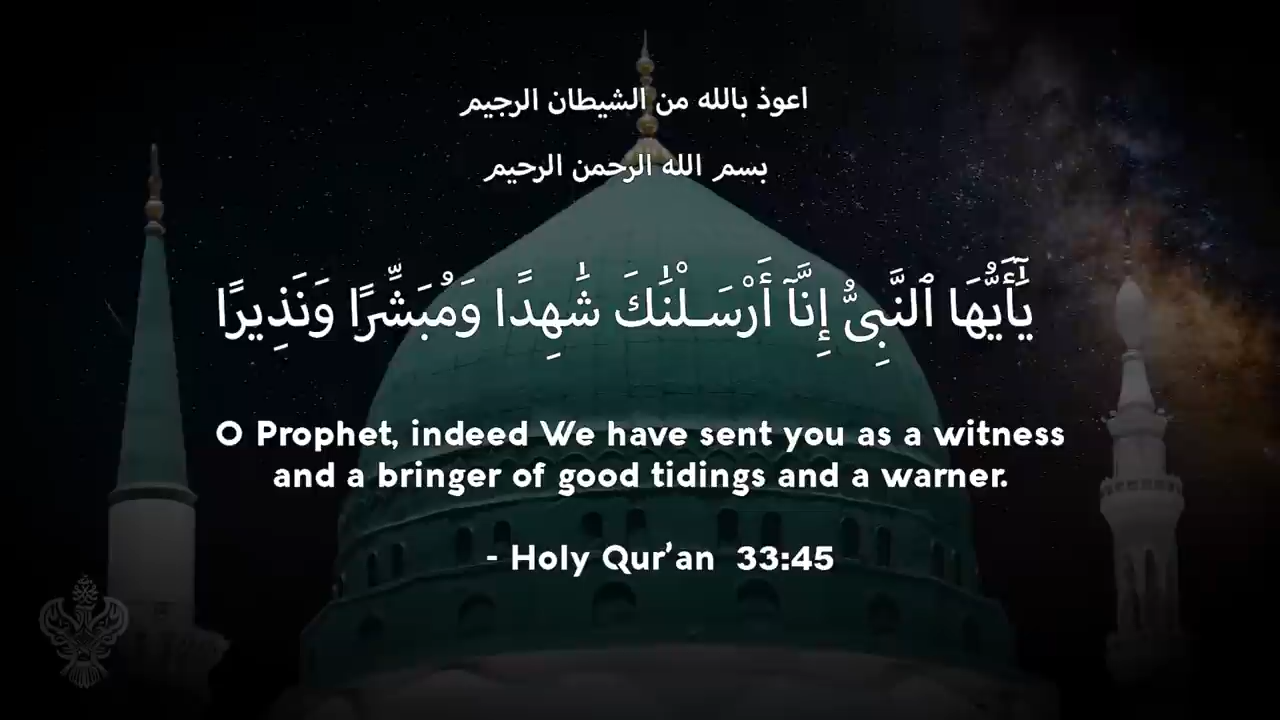 اعوذ بالله من الشيطان الرجيم
بسم الله الرحمن الرحيم
يَٰٓأَيُّهَا ٱلنَّبِىُّ إِنَّآ أَرْسَلْنَٰكَ شَٰهِدًا وَمُبَشِّرًا وَنَذِيرًا
O Prophet, indeed We have sent you as a witness
and a bringer of good tidings and a warner.
- Holy Qur'an 33:45